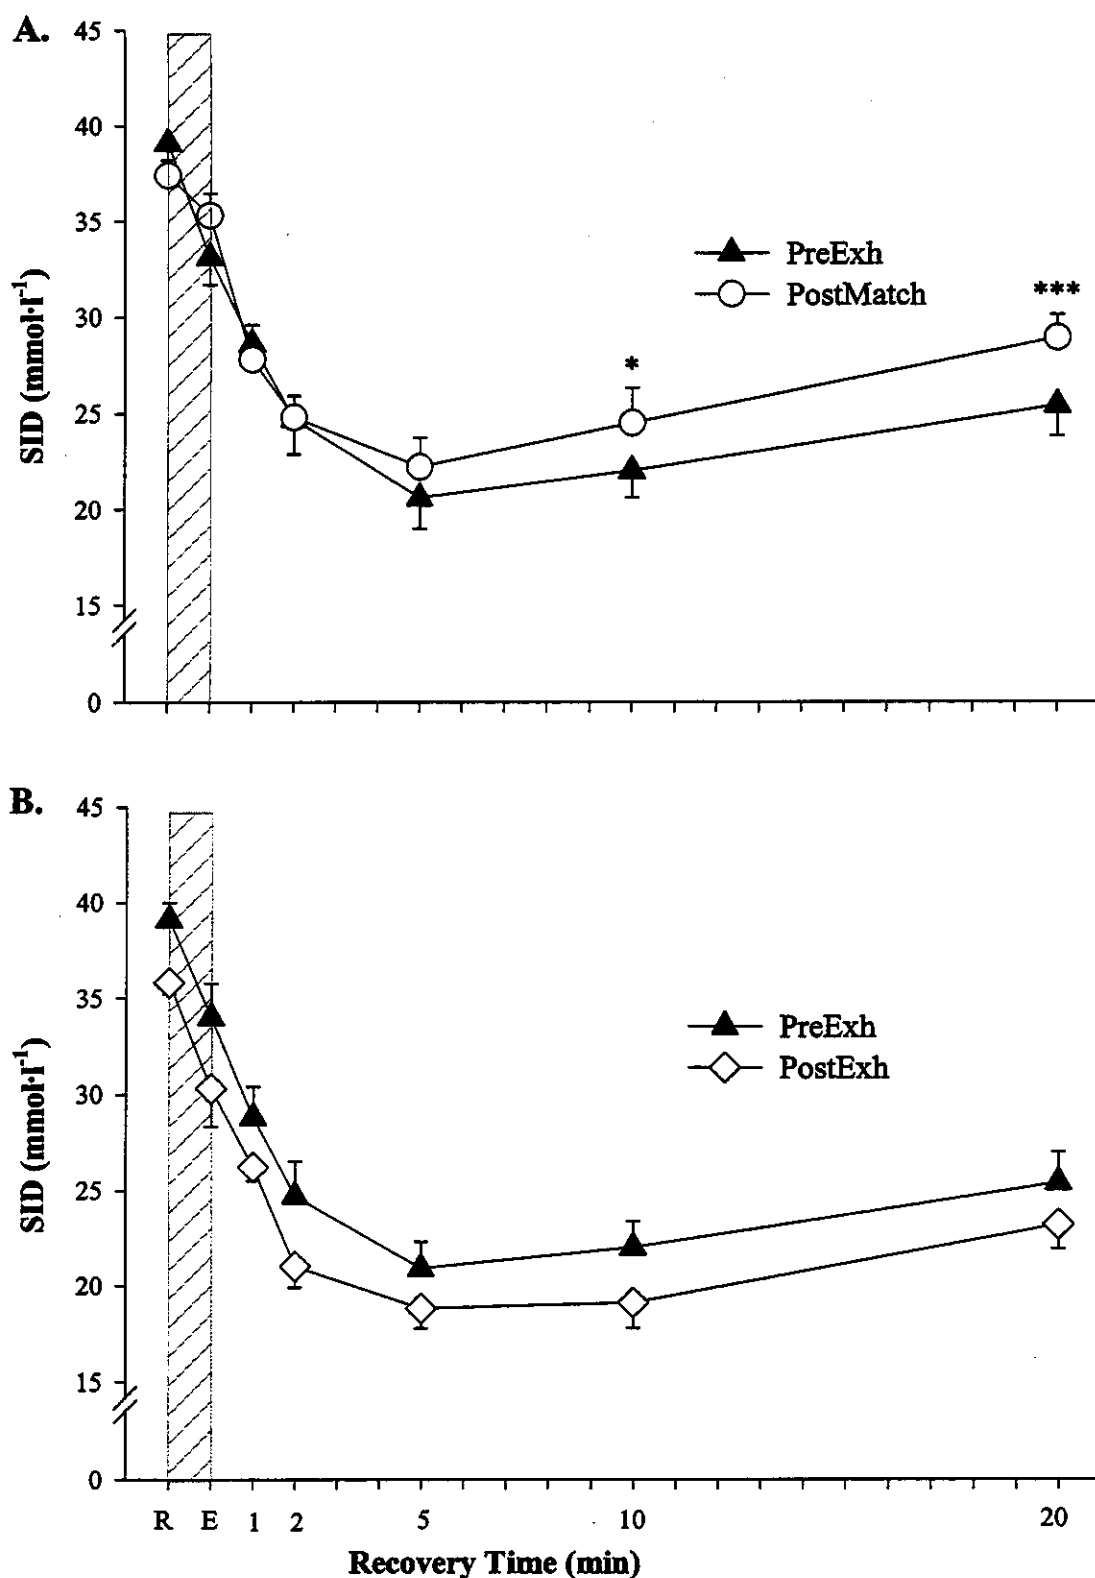 A.
45
40
35
30
25
20
15
0
SID (mmol·l⁻¹)
PreExh
PostMatch
*
***
B.
45
40
35
30
25
20
15
0
SID (mmol·l⁻¹)
PreExh
PostExh
R E 1 2 5 10 20
Recovery Time (min)